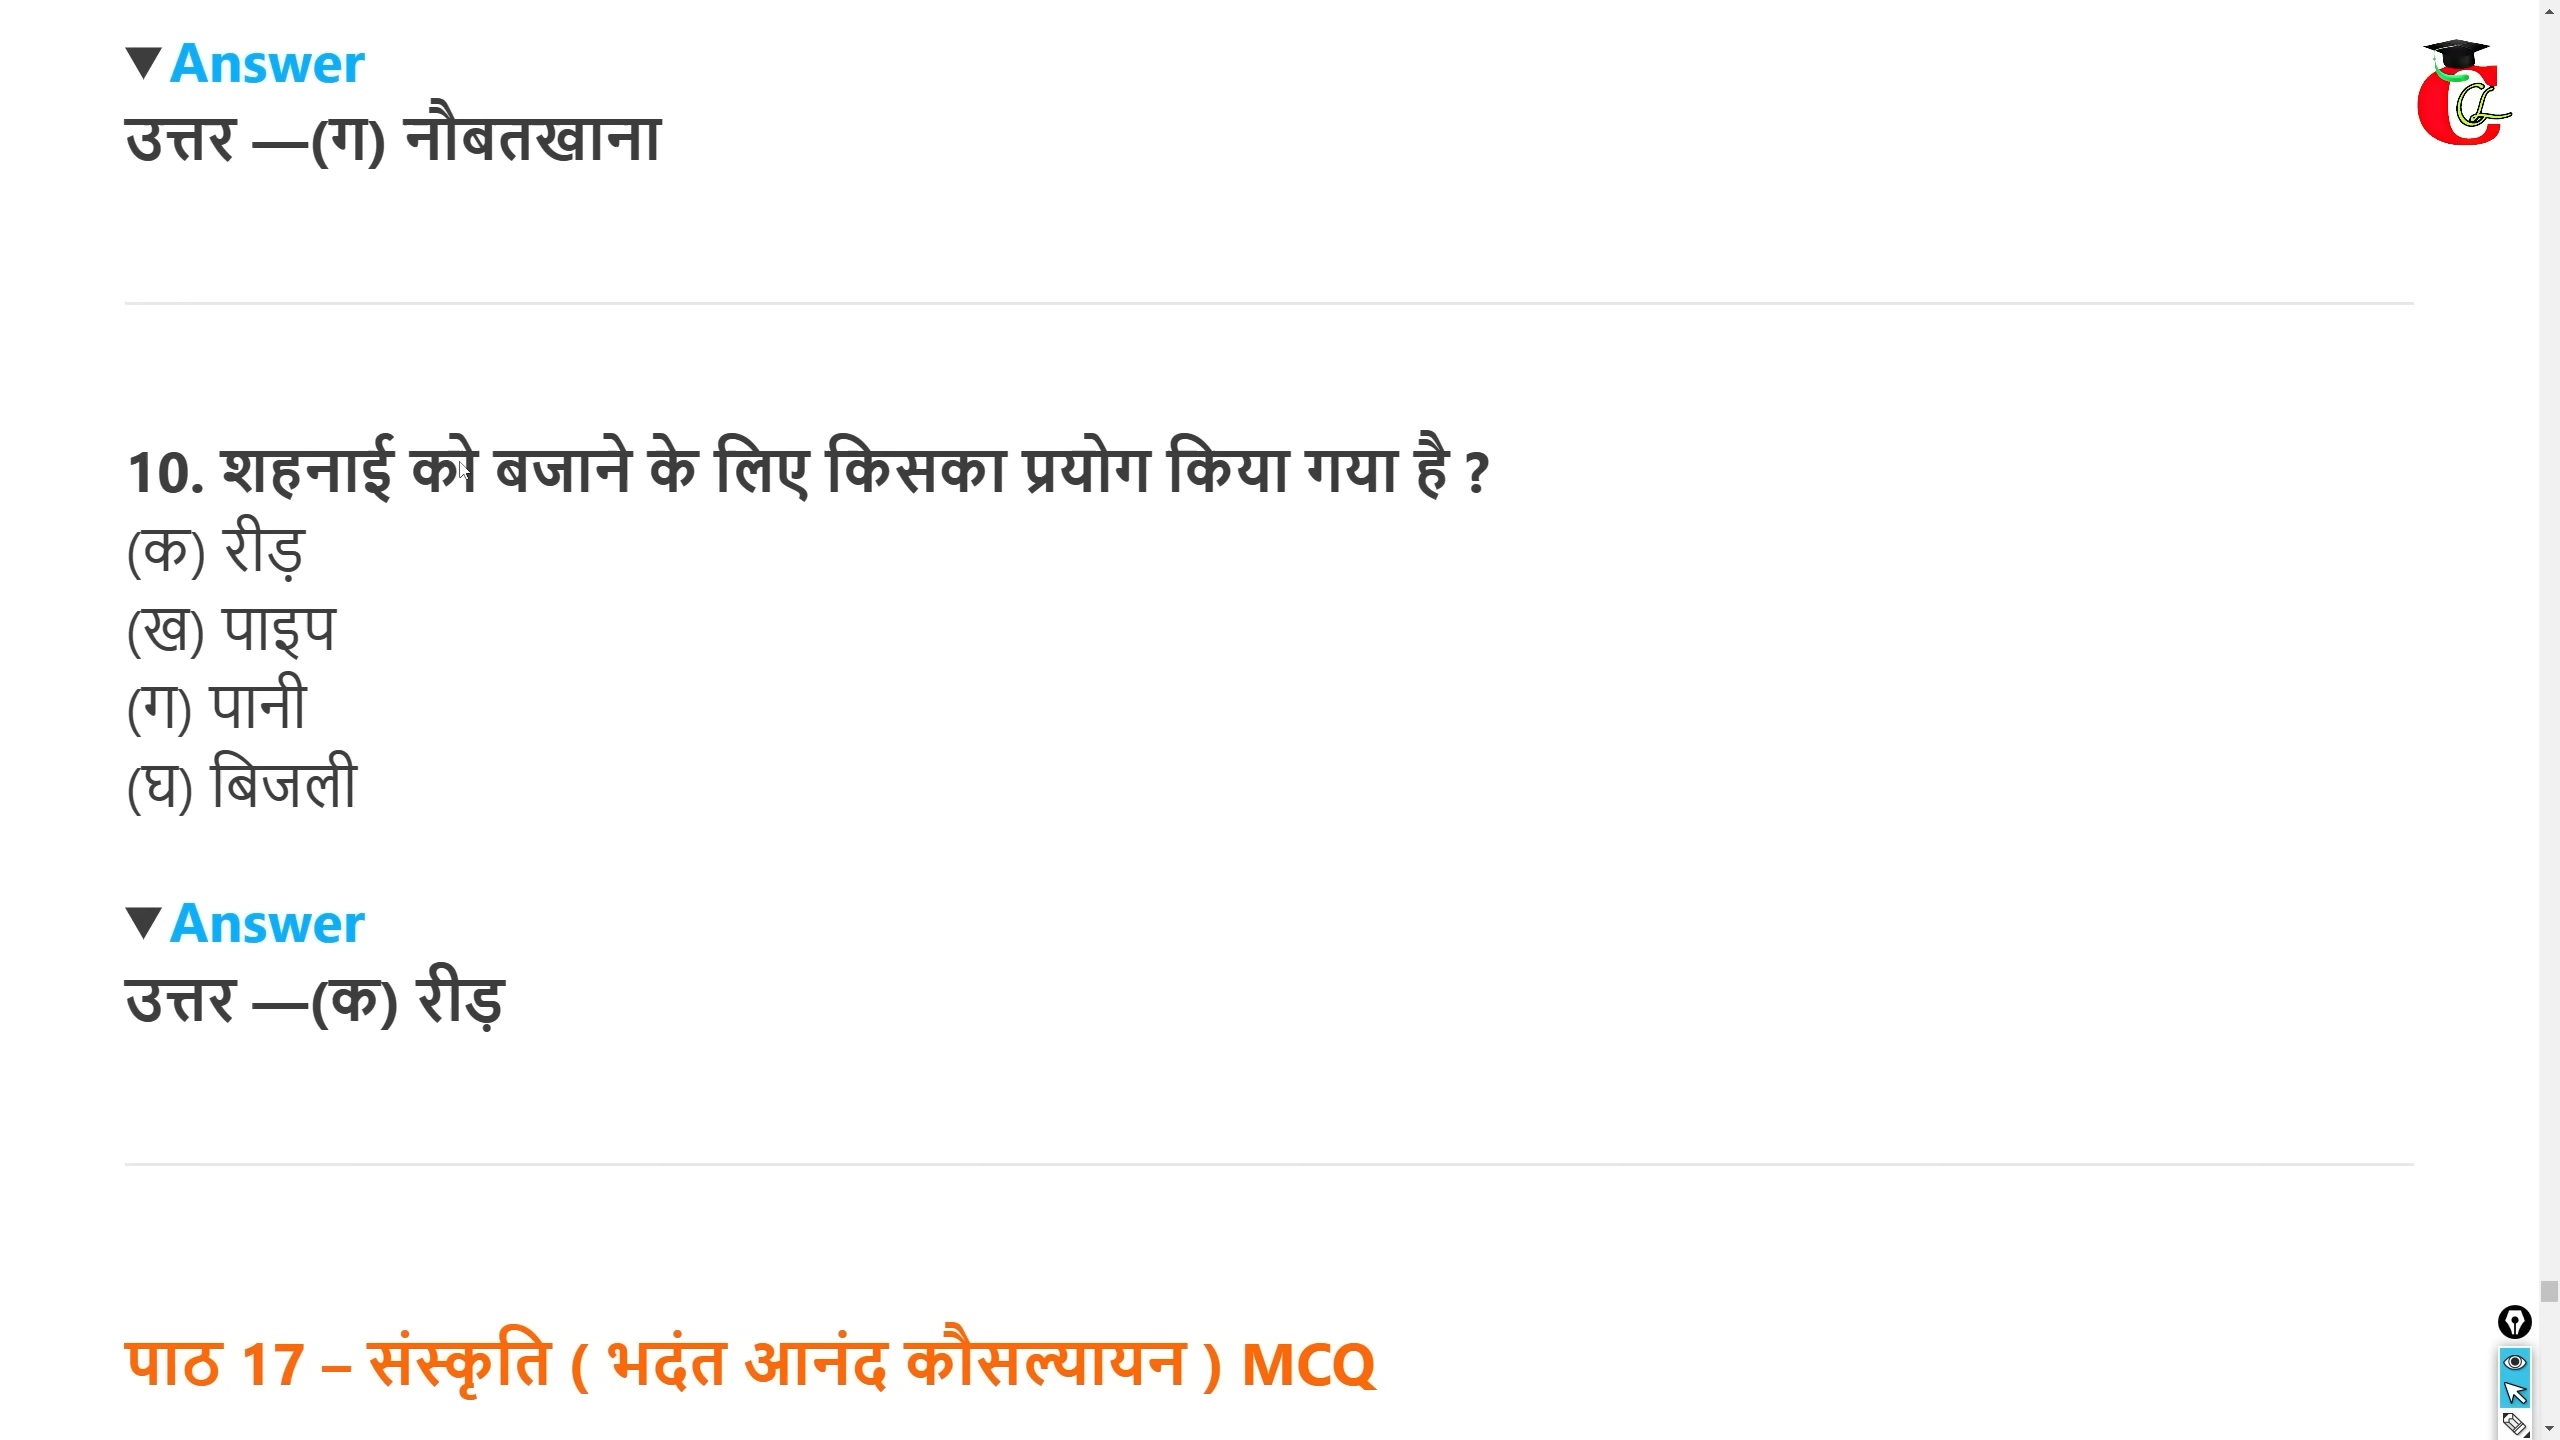 ▼Answer
उत्तर —(ग) नौबतखाना
10. शहनाई को बजाने के लिए किसका प्रयोग किया गया है ?
(क) रीड़
(ख) पाइप
(ग) पानी
(घ) बिजली
▼Answer
उत्तर —(क) रीड़
पाठ 17 – संस्कृति ( भदंत आनंद कौसल्यायन ) MCQ